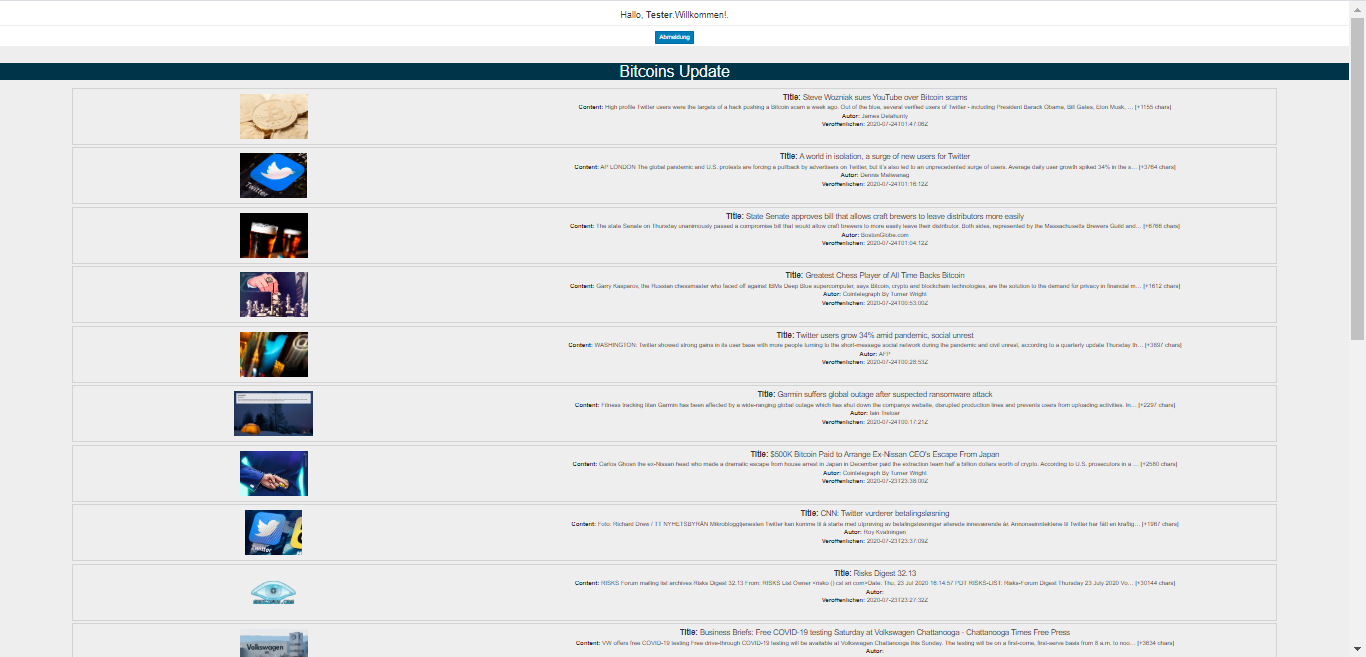 Hallo, Tester.Willkommen!.
Abmeldung
Bitcoins Update
Title: Steve Wozniak sues YouTube over Bitcoin scams
Content: High profile Twitter users were the targets of a hack pushing a Bitcoin scam a week ago. Out of the blue, several verified users of Twitter - including President Barack Obama, Bill Gates, Elon Musk, ... [+1155 chars]
Autor: James Delahunty
Veroffenlichen: 2020-07-24T01:47:08Z
Title: A world in isolation, a surge of new users for Twitter
Content: AP LONDON The global pandemic and U.S. protests are forcing a pullback by advertisers on Twitter, but it's also led to an unprecedented surge of users. Average daily user growth spiked 34% in the s... [+3764 chars]
Autor: Dennis Maliwanag
Veroffenlichen: 2020-07-24T01:16:12Z
Title: State Senate approves bill that allows craft brewers to leave distributors more easily
Content: The state Senate on Thursday unanimously passed a compromise bill that would allow craft brewers to more easily leave their distributor. Both sides, represented by the Massachusetts Brewers Guild and... [+6766 chars]
Autor: BostonGlobe.com
Veroffenlichen: 2020-07-24T01:04:12Z
Title: Greatest Chess Player of All Time Backs Bitcoin
Content: Garry Kasparov, the Russian chessmaster who faced off against IBMs Deep Blue supercomputer, says Bitcoin, crypto and blockchain technologies, are the solution to the demand for privacy in financial m... [+1612 chars]
Autor: Cointelegraph By Turner Wright
Veroffenlichen: 2020-07-24T00:53:00Z
Title: Twitter users grow 34% amid pandemic, social unrest
Content: WASHINGTON: Twitter showed strong gains in its user base with more people turning to the short-message social network during the pandemic and civil unrest, according to a quarterly update Thursday th... [+3897 chars]
Autor: AFP
Veroffenlichen: 2020-07-24T00:28:53Z
Title: Garmin suffers global outage after suspected ransomware attack
Content: Fitness tracking titan Garmin has been affected by a wide-ranging global outage which has shut down the companys website, disrupted production lines and prevents users from uploading activities. In... [+2297 chars]
Autor: Iain Treloar
Veroffenlichen: 2020-07-24T00:17:21Z
Title: $500K Bitcoin Paid to Arrange Ex-Nissan CEO's Escape From Japan
Content: Carlos Ghosn the ex-Nissan head who made a dramatic escape from house arrest in Japan in December paid the extraction team half a billion dollars worth of crypto. According to U.S. prosecutors in a ... [+2560 chars]
Autor: Cointelegraph By Turner Wright
Veroffenlichen: 2020-07-23T23:38:00Z
Title: CNN: Twitter vurderer betalingsløsning
Content: Foto: Richard Drew / TT NYHETSBYRÅN Mikrobloggtjenesten Twitter kan komme til å starte med utprøving av betalingsløsninger allerede inneværende år. Annonseinntektene til Twitter har fått en kraftig... [+1967 chars]
Autor: Roy Kvatningen
Veroffenlichen: 2020-07-23T23:37:09Z
Title: Risks Digest 32.13
Content: RISKS Forum mailing list archives Risks Digest 32.13 From: RISKS List Owner <risko () csl sri com>Date: Thu, 23 Jul 2020 16:14:57 PDT RISKS-LIST: Risks-Forum Digest Thursday 23 July 2020 Vo... [+30144 chars]
Autor:
Veroffenlichen: 2020-07-23T23:27:32Z
Title: Business Briefs: Free COVID-19 testing Saturday at Volkswagen Chattanooga - Chattanooga Times Free Press
Volkswagen
Content: VW offers free COVID-19 testing Free drive-through COVID-19 testing will be available at Volkswagen Chattanooga this Sunday. The testing will be on a first-come, first-serve basis from 8 a.m. to noo... [+3634 chars]
Autor: